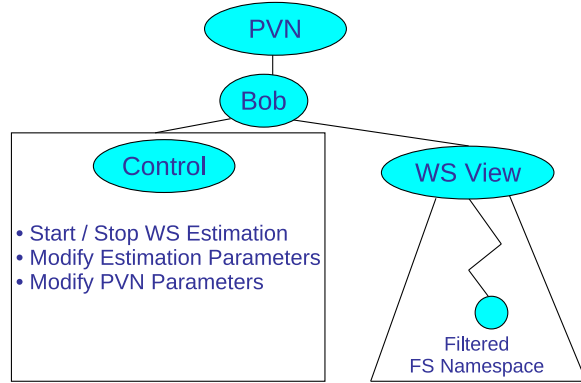 PVN
Bob
Control
WS View
• Start / Stop WS Estimation
• Modify Estimation Parameters
• Modify PVN Parameters
Filtered
FS Namespace